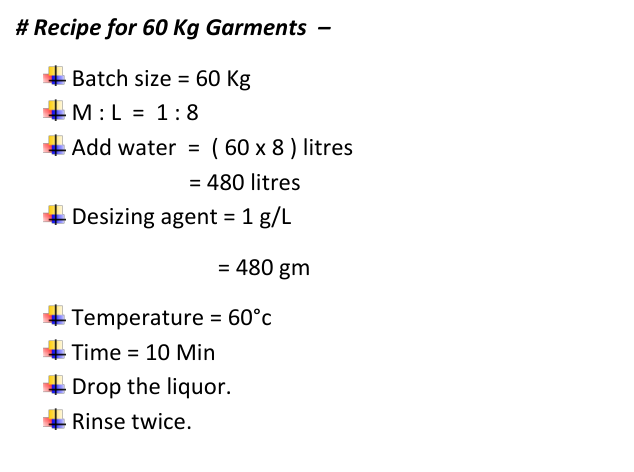 # Recipe for 60 Kg Garments –
Batch size = 60 Kg
M : L = 1 : 8
Add water = ( 60 x 8 ) litres
= 480 litres
Desizing agent = 1 g/L
= 480 gm
Temperature = 60°c
Time = 10 Min
Drop the liquor.
Rinse twice.